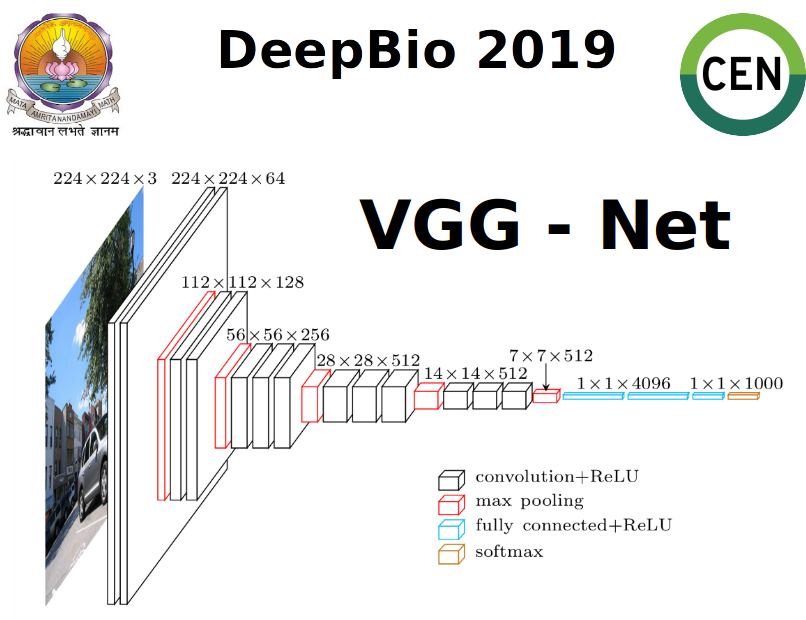 DeepBio 2019
MATA AMRITANANDAMAYI MATH
श्रद्धावान लभते ज्ञानम
CEN
224×224×3
224×224×64
VGG - Net
112×112×128
56×56×256
28×28×512
14×14×512
7×7×512
1×1×4096
1×1×1000
convolution+ReLU
max pooling
fully connected+ReLU
softmax